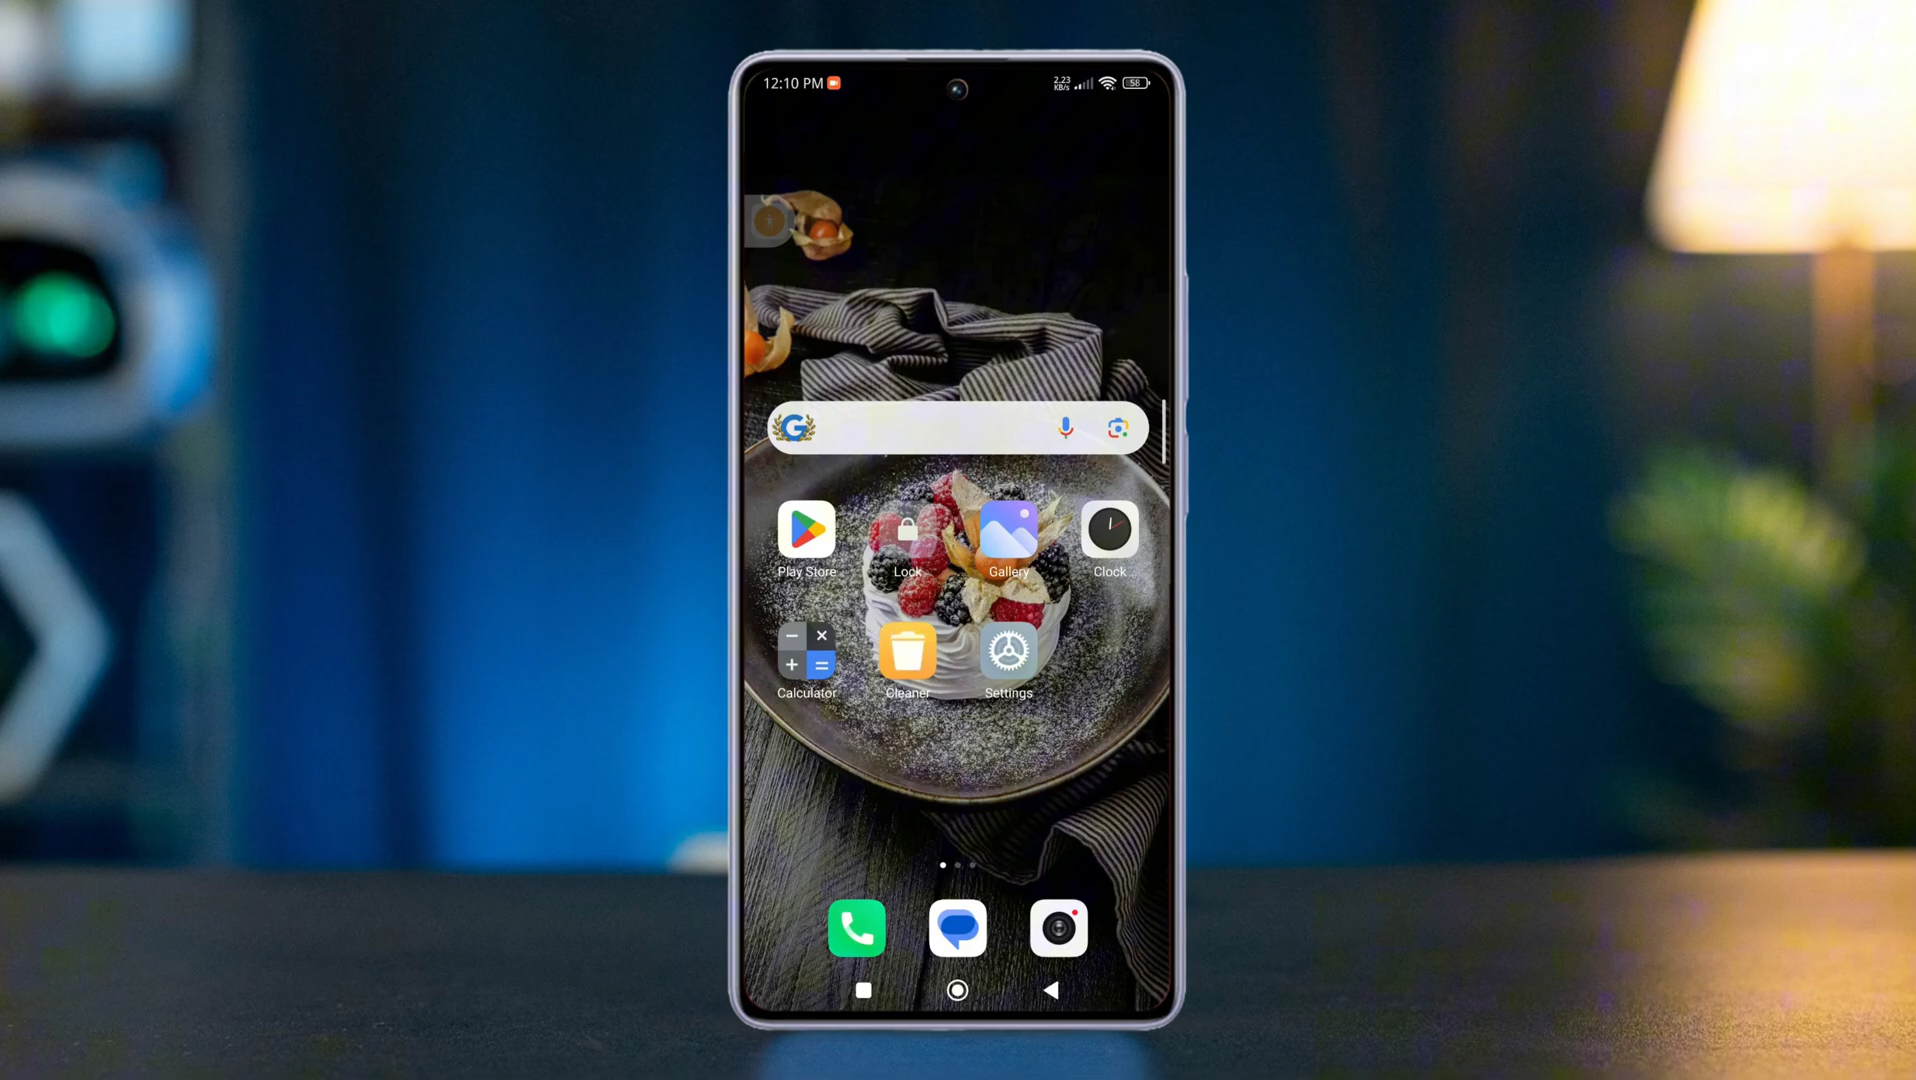 12:10 PM
2.23
KB/s
58
G
Play Store
Lock
Gallery
Clock
Calculator
Cleaner
Settings